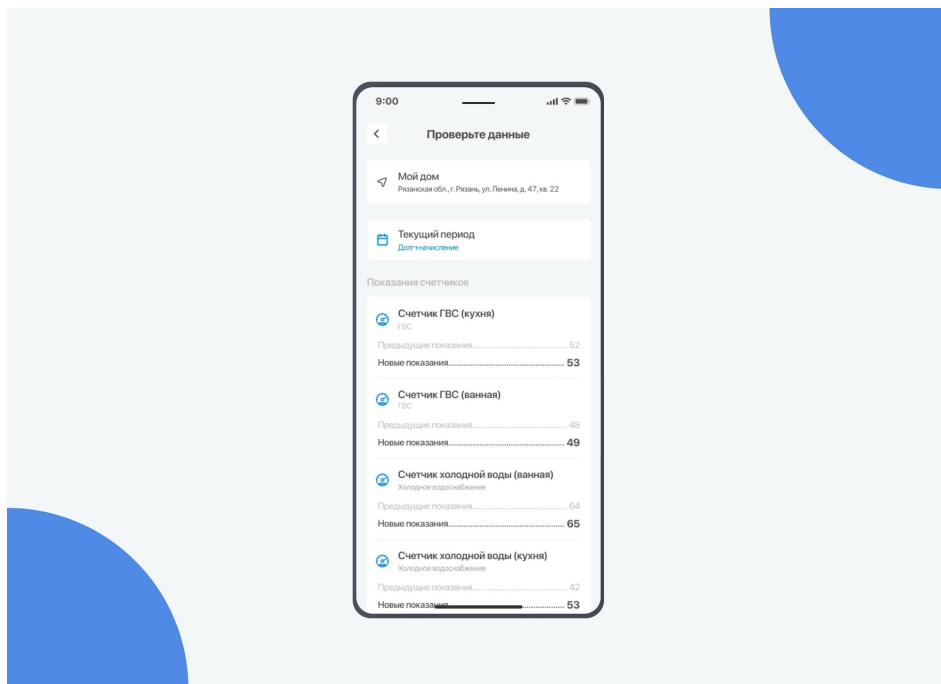 9:00
Проверьте данные
Мой дом
Рязанская обл., г. Рязань, ул. Ленина, д. 47, кв. 22
Текущий период
Долг+начисление
Показания счетчиков
Счетчик ГВС (кухня)
ГВС
Предыдущие показания 52
Новые показания 53
Счетчик ГВС (ванная)
ГВС
Предыдущие показания 48
Новые показания 49
Счетчик холодной воды (ванная)
Холодное водоснабжение
Предыдущие показания 64
Новые показания 65
Счетчик холодной воды (кухня)
Холодное водоснабжение
Предыдущие показания 42
Новые показания 53